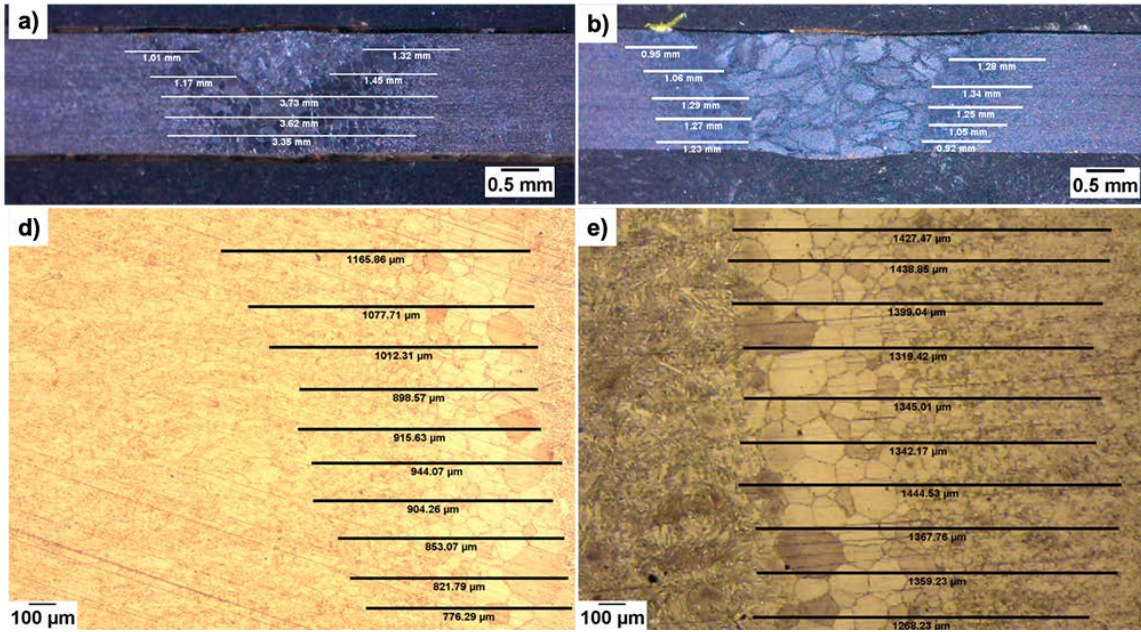 a)
1.01 mm
1.32 mm
1.17 mm
1.45 mm
3.73 mm
3.62 mm
3.35 mm
0.5 mm
b)
0.95 mm
1.28 mm
1.06 mm
1.34 mm
1.29 mm
1.25 mm
1.27 mm
1.05 mm
1.23 mm
0.92 mm
0.5 mm
d)
1165.86 µm
1077.71 µm
1012.31 µm
898.57 µm
915.63 µm
944.07 µm
904.26 µm
853.07 µm
821.79 µm
776.29 µm
100 µm
e)
1427.47 µm
1438.85 µm
1399.04 µm
1319.42 µm
1345.01 µm
1342.17 µm
1444.53 µm
1367.76 µm
1359.23 µm
1268.23 µm
100 µm